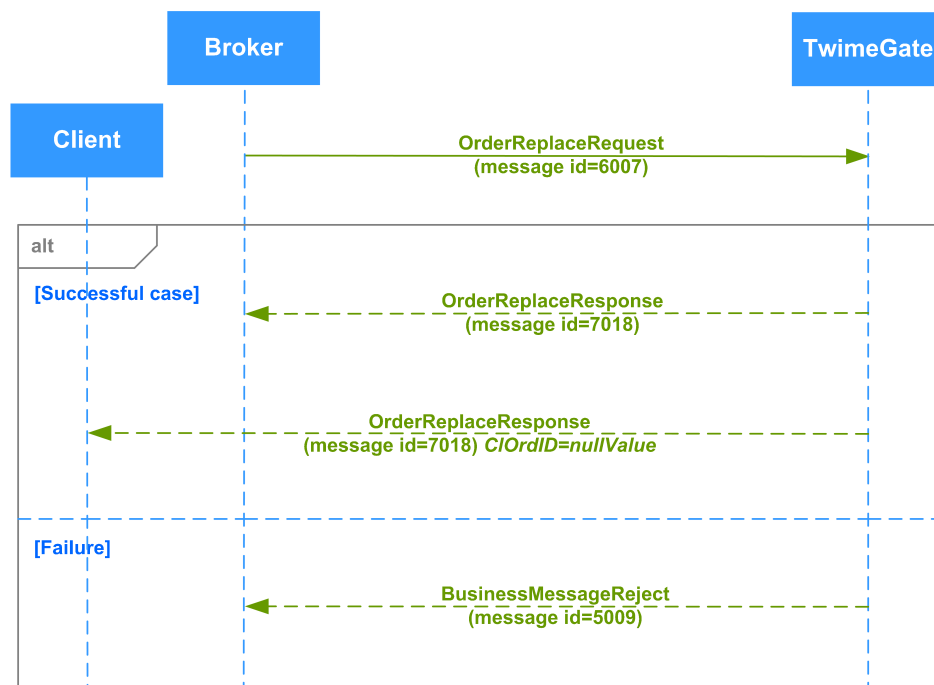 Broker
TwimeGate
Client
OrderReplaceRequest
(message id=6007)
alt
[Successful case]
OrderReplaceResponse
(message id=7018)
OrderReplaceResponse
(message id=7018) ClOrdID=nullValue
[Failure]
BusinessMessageReject
(message id=5009)